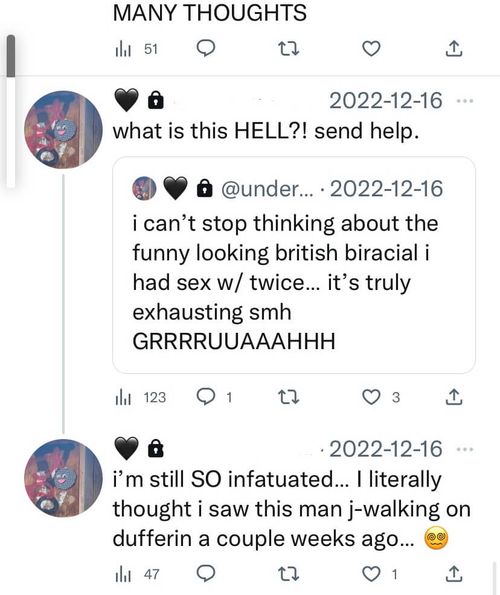 MANY THOUGHTS
51
2022-12-16
what is this HELL?! send help.
@under... · 2022-12-16
i can’t stop thinking about the
funny looking british biracial i
had sex w/ twice... it’s truly
exhausting smh
GRRRRUUAAAHHH
123 1 3
· 2022-12-16
i’m still SO infatuated... I literally
thought i saw this man j-walking on
dufferin a couple weeks ago... 😵‍💫
47 1